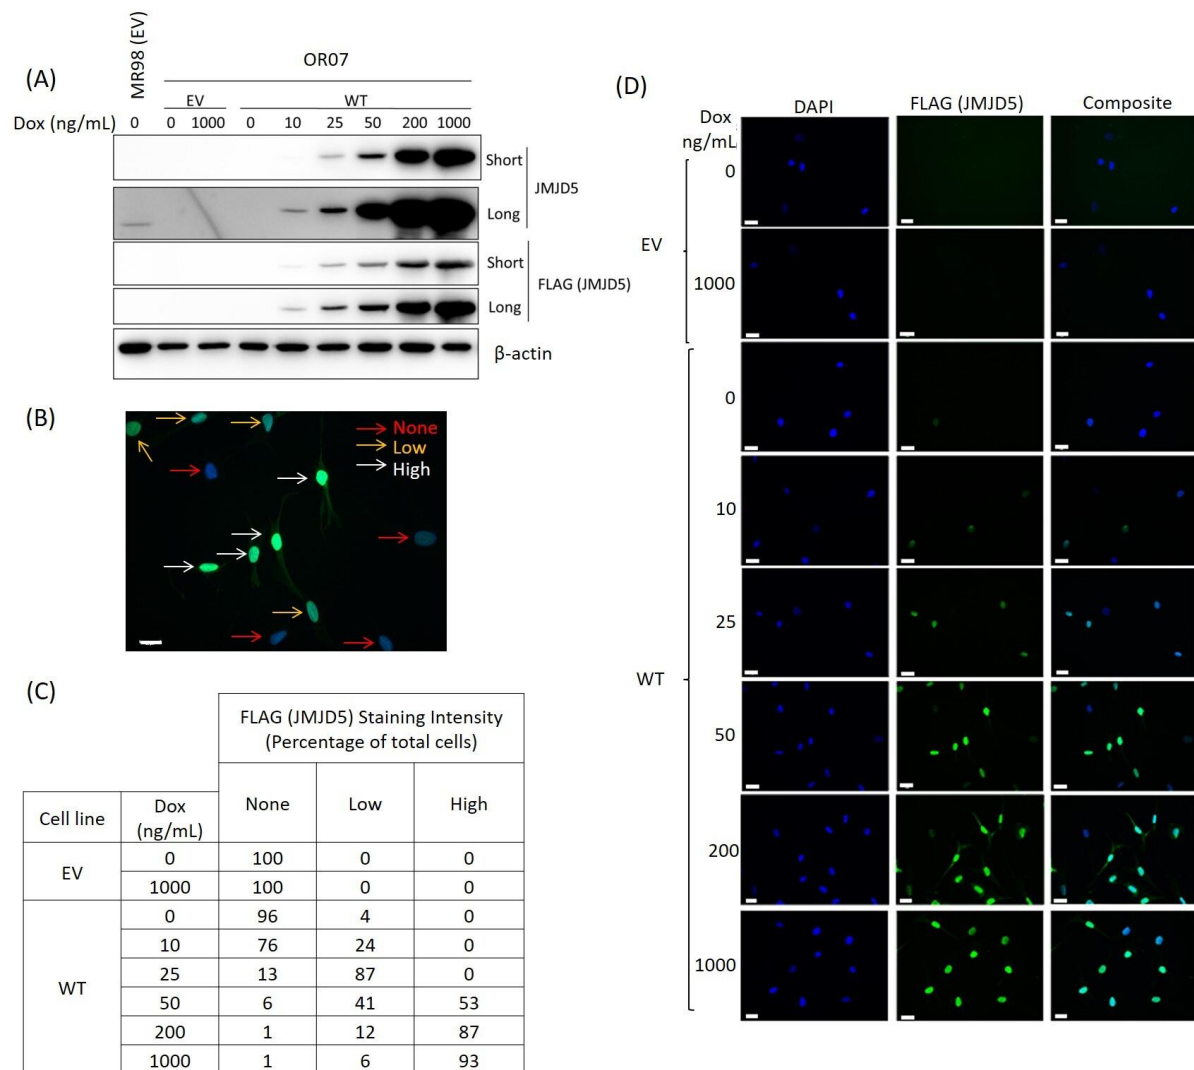 (A)
MR98 (EV)
OR07
EV WT
Dox (ng/mL) 0 0 1000 0 10 25 50 200 1000
Short
JMJD5
Long
Short
FLAG (JMJD5)
Long
β-actin
(B)
None
Low
High
(C)
FLAG (JMJD5) Staining Intensity
(Percentage of total cells)
Cell line Dox (ng/mL) None Low High
EV 0 100 0 0
1000 100 0 0
WT 0 96 4 0
10 76 24 0
25 13 87 0
50 6 41 53
200 1 12 87
1000 1 6 93
(D)
DAPI FLAG (JMJD5) Composite
Dox
ng/mL
0
EV
1000
0
10
25
WT
50
200
1000